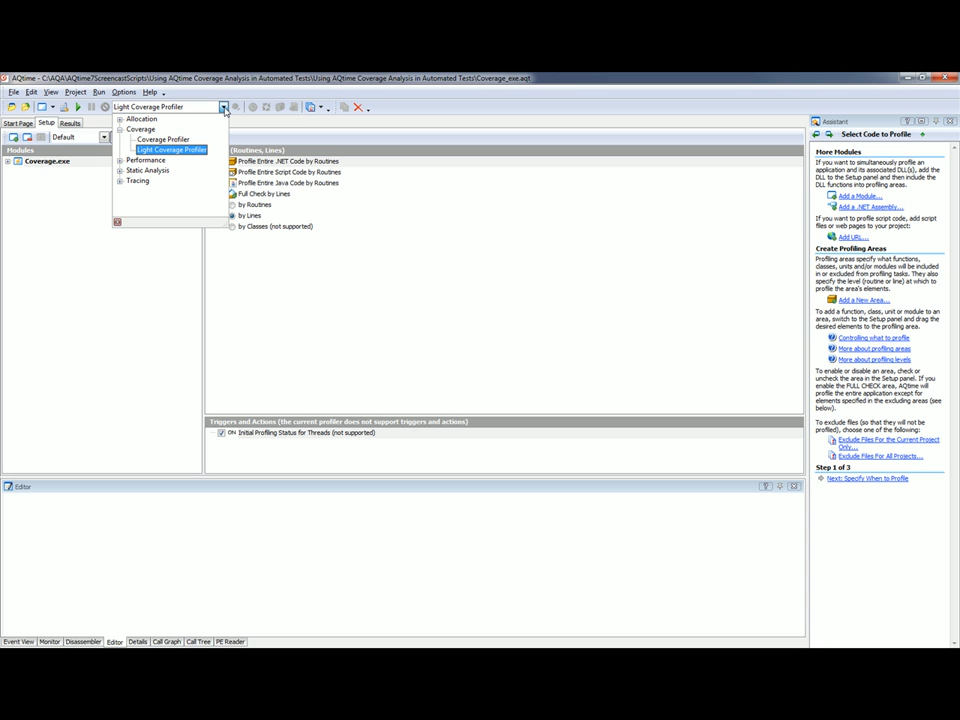 AQtime - C:\AQA\AQtime7ScreencastScripts\Using AQtime Coverage Analysis in Automated Tests\Using AQtime Coverage Analysis in Automated Tests\Coverage_exe.aqt
File Edit View Project Run Options Help
Light Coverage Profiler
Allocation
Coverage
Coverage Profiler
Light Coverage Profiler
Performance
Static Analysis
Tracing
Start Page Setup Results
Default
Modules
Coverage.exe
(Routines, Lines)
Profile Entire .NET Code by Routines
Profile Entire Script Code by Routines
Profile Entire Java Code by Routines
Full Check by Lines
by Routines
by Lines
by Classes (not supported)
Triggers and Actions (the current profiler does not support triggers and actions)
ON Initial Profiling Status for Threads (not supported)
Editor
Event View Monitor Disassembler Editor Details Call Graph Call Tree PE Reader
Assistant
Select Code to Profile
More Modules
If you want to simultaneously profile an application and its associated DLL(s), add the DLL to the Setup panel and then include the DLL functions into profiling areas.
Add a Module...
Add a .NET Assembly...
If you want to profile script code, add script files or web pages to your project:
Add URL...
Create Profiling Areas
Profiling areas specify what functions, classes, units and/or modules will be included in or excluded from profiling tasks. They also specify the level (routine or line) at which to profile the area's elements.
Add a New Area...
To add a function, class, unit or module to an area, switch to the Setup panel and drag the desired elements to the profiling area.
Controlling what to profile
More about profiling areas
More about profiling levels
To enable or disable an area, check or uncheck the area in the Setup panel. If you enable the FULL CHECK area, AQtime will profile the entire application except for elements specified in the excluding areas (see below).
To exclude files (so that they will not be profiled), choose one of the following:
Exclude Files For the Current Project Only...
Exclude Files For All Projects...
Step 1 of 3
Next: Specify When to Profile